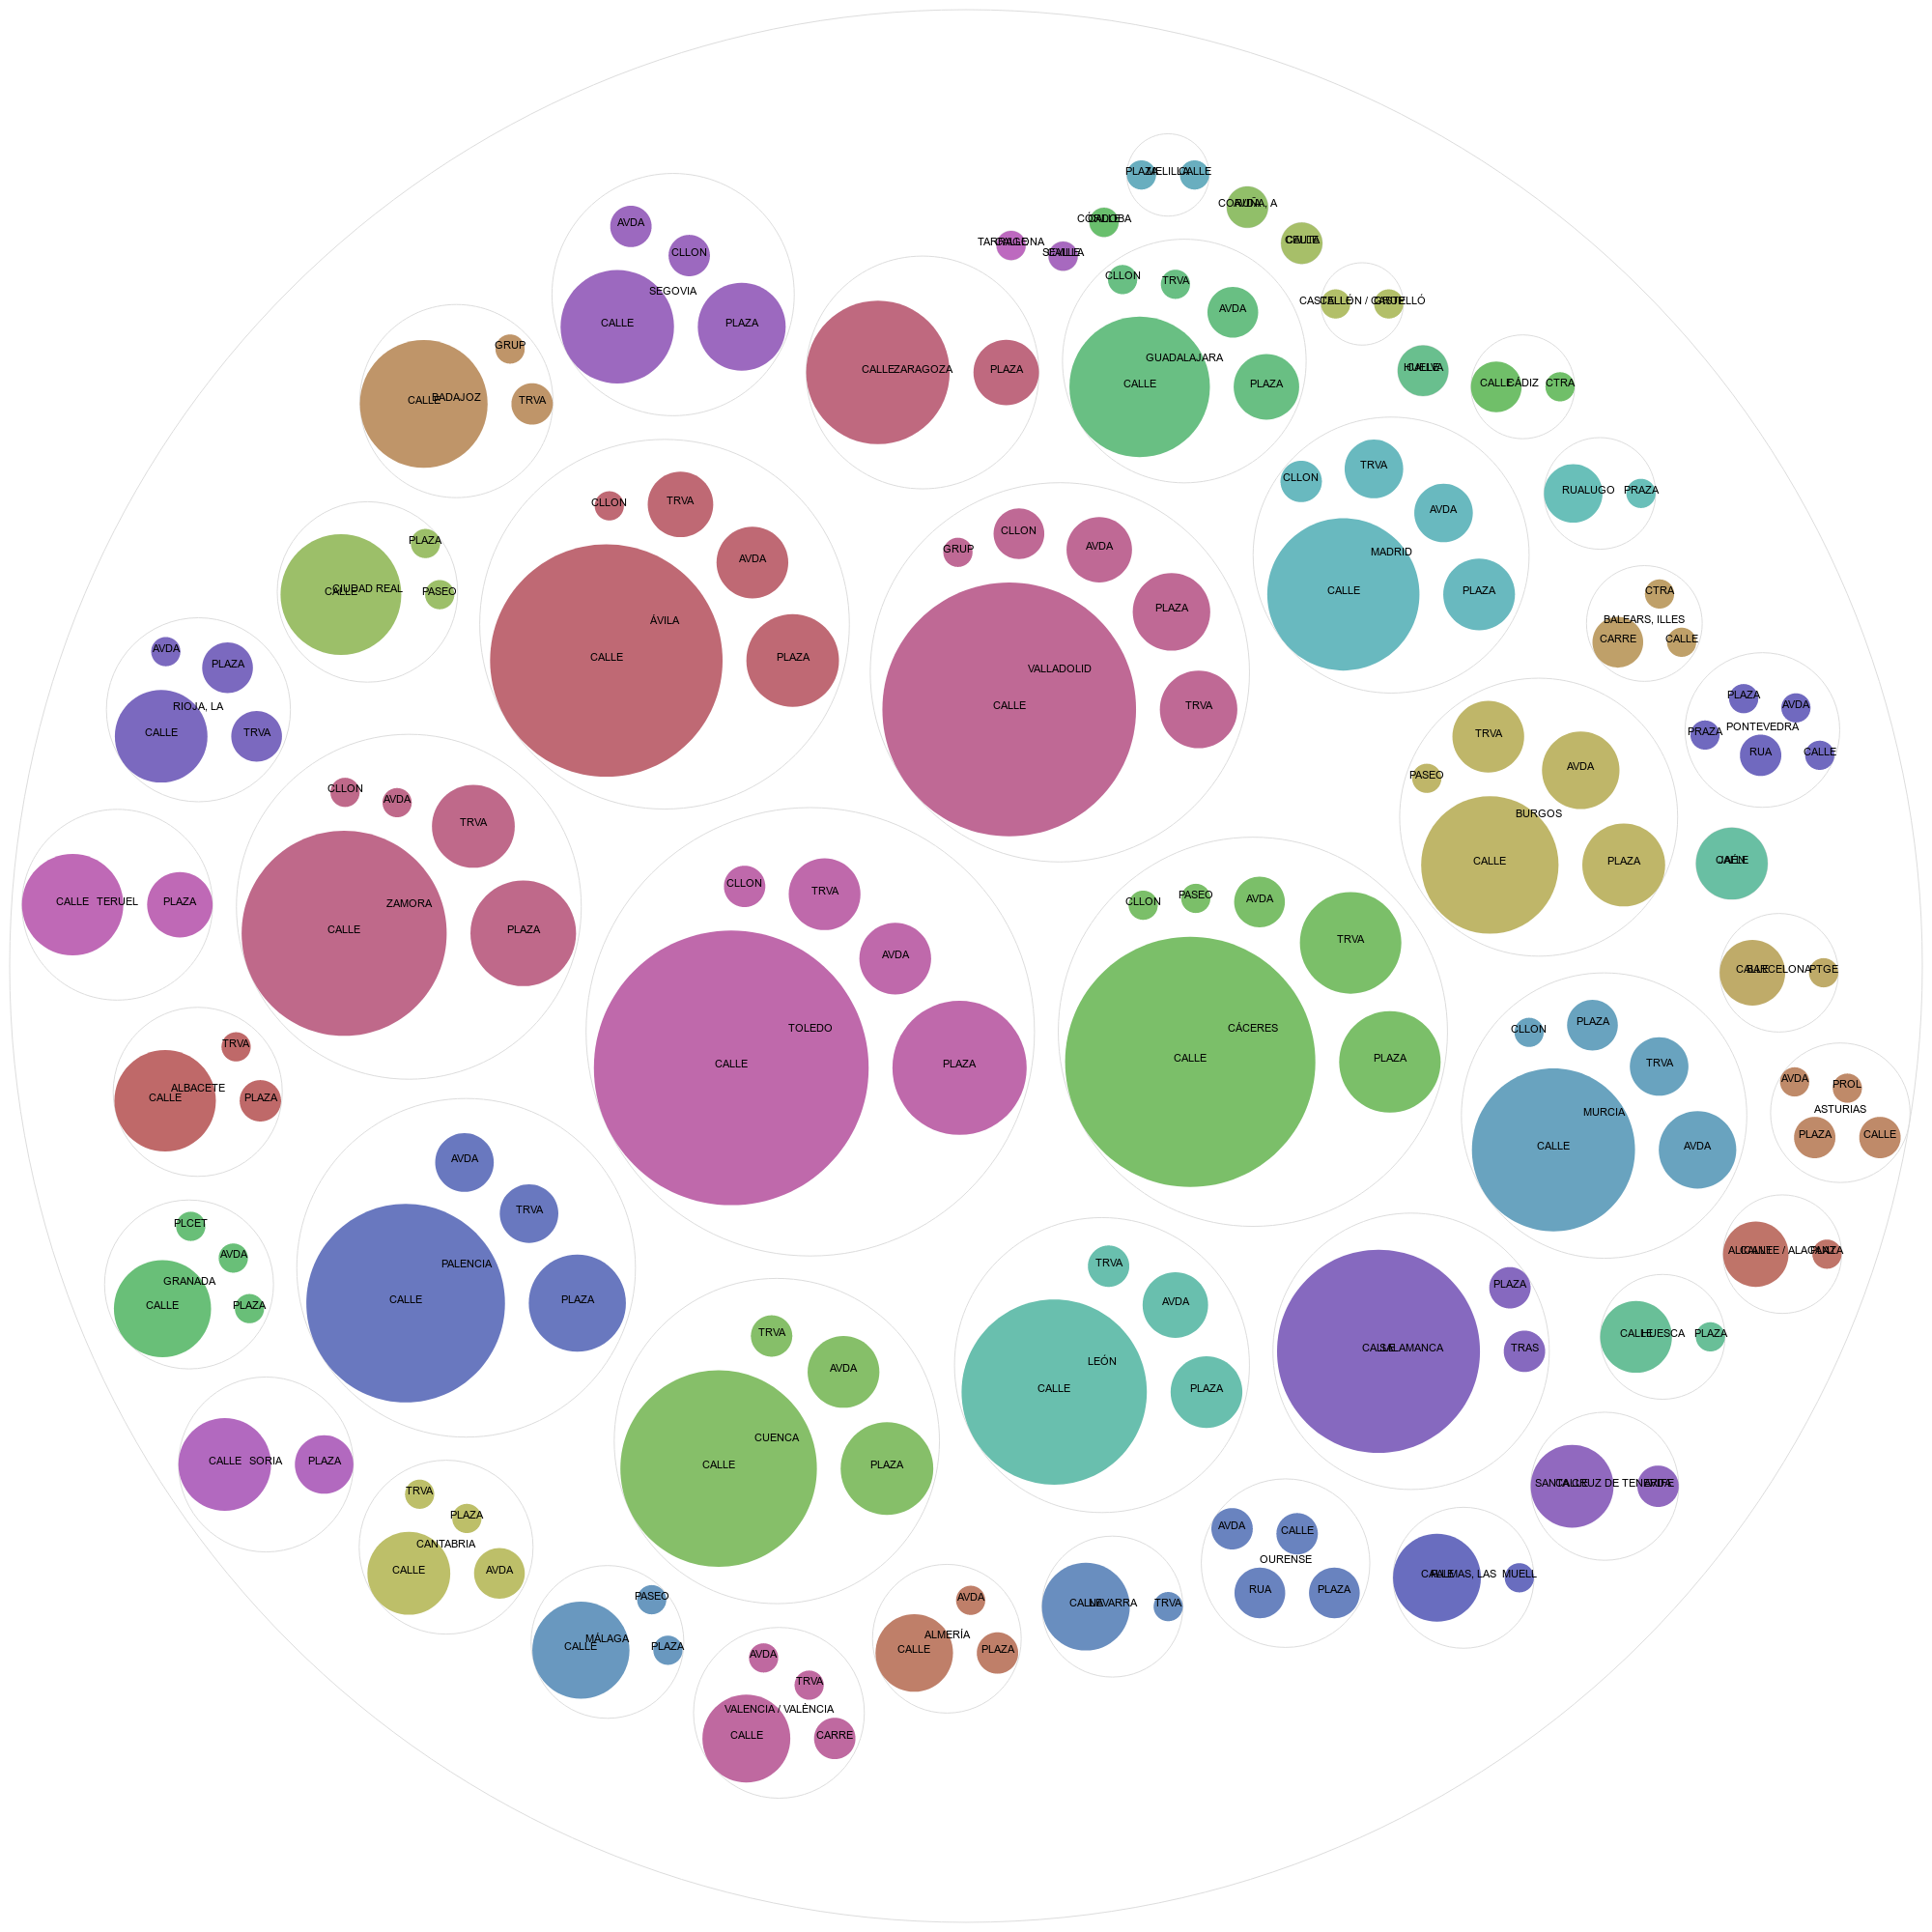 PLAZA MELILLA CALLE
CORUÑA, A
RUA
CÓRDOBA
CALLE
TARRAGONA
CALLE
SEVILLA
CALLE
CEUTA
CALLE
AVDA
CLLON
SEGOVIA
CALLE
PLAZA
CLLON
TRVA
AVDA
GUADALAJARA
CALLE
PLAZA
CASTELLÓN / CASTELLÓ
CALLE
GRUP
CALLE
BADAJOZ
TRVA
CALLE
ZARAGOZA
PLAZA
HUELVA
CALLE
CALLE
CÁDIZ
CTRA
CLLON
TRVA
AVDA
MADRID
CALLE
PLAZA
RUA
LUGO
PRAZA
CLLON
TRVA
AVDA
ÁVILA
CALLE
PLAZA
GRUP
CLLON
AVDA
PLAZA
VALLADOLID
CALLE
TRVA
PLAZA
CIUDAD REAL
CALLE
PASEO
CTRA
BALEARS, ILLES
CARRE
CALLE
AVDA
PLAZA
RIOJA, LA
CALLE
TRVA
PLAZA
AVDA
PRAZA
PONTEVEDRA
RUA
CALLE
TRVA
AVDA
PASEO
BURGOS
CALLE
PLAZA
CLLON
AVDA
TRVA
ZAMORA
CALLE
PLAZA
JAÉN
CALLE
CALLE
TERUEL
PLAZA
CLLON
TRVA
AVDA
TOLEDO
CALLE
PLAZA
CLLON
PASEO
AVDA
TRVA
CÁCERES
CALLE
PLAZA
CALLE
BARCELONA
PTGE
CLLON
PLAZA
TRVA
MURCIA
CALLE
AVDA
AVDA
PROL
ASTURIAS
PLAZA
CALLE
TRVA
ALBACETE
CALLE
PLAZA
AVDA
TRVA
PALENCIA
CALLE
PLAZA
PLCET
AVDA
GRANADA
CALLE
PLAZA
ALICANTE / ALACANT
CALLE
PLAZA
TRVA
AVDA
LEÓN
CALLE
PLAZA
PLAZA
CALLE
SALAMANCA
TRAS
CALLE
HUESCA
PLAZA
TRVA
AVDA
CUENCA
CALLE
PLAZA
CALLE
SORIA
PLAZA
SANTA CRUZ DE TENERIFE
CALLE
AVDA
TRVA
PLAZA
CANTABRIA
CALLE
AVDA
AVDA
CALLE
OURENSE
RUA
PLAZA
CALLE
PALMAS, LAS
MUELL
PASEO
MÁLAGA
CALLE
PLAZA
AVDA
ALMERÍA
CALLE
PLAZA
CALLE
NAVARRA
TRVA
AVDA
TRVA
VALENCIA / VALÈNCIA
CALLE
CARRE